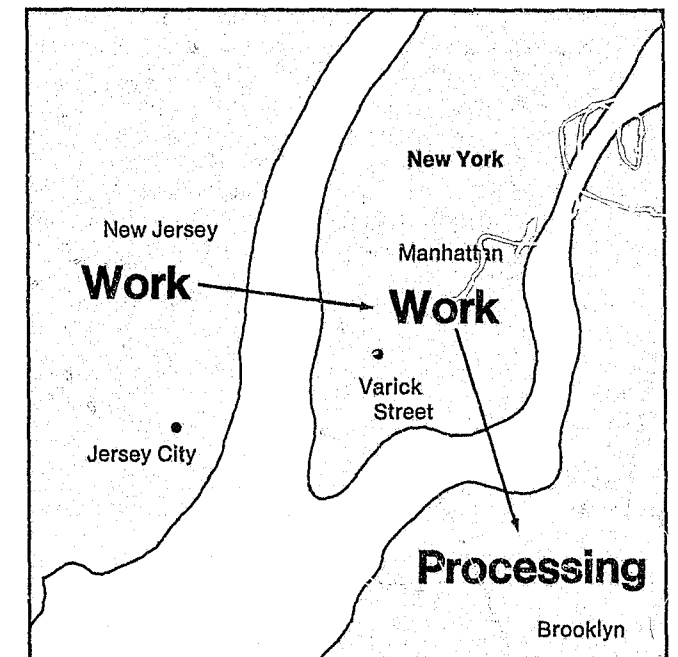 New York
New Jersey
Manhattan
Work
Work
Varick
Street
Jersey City
Processing
Brooklyn